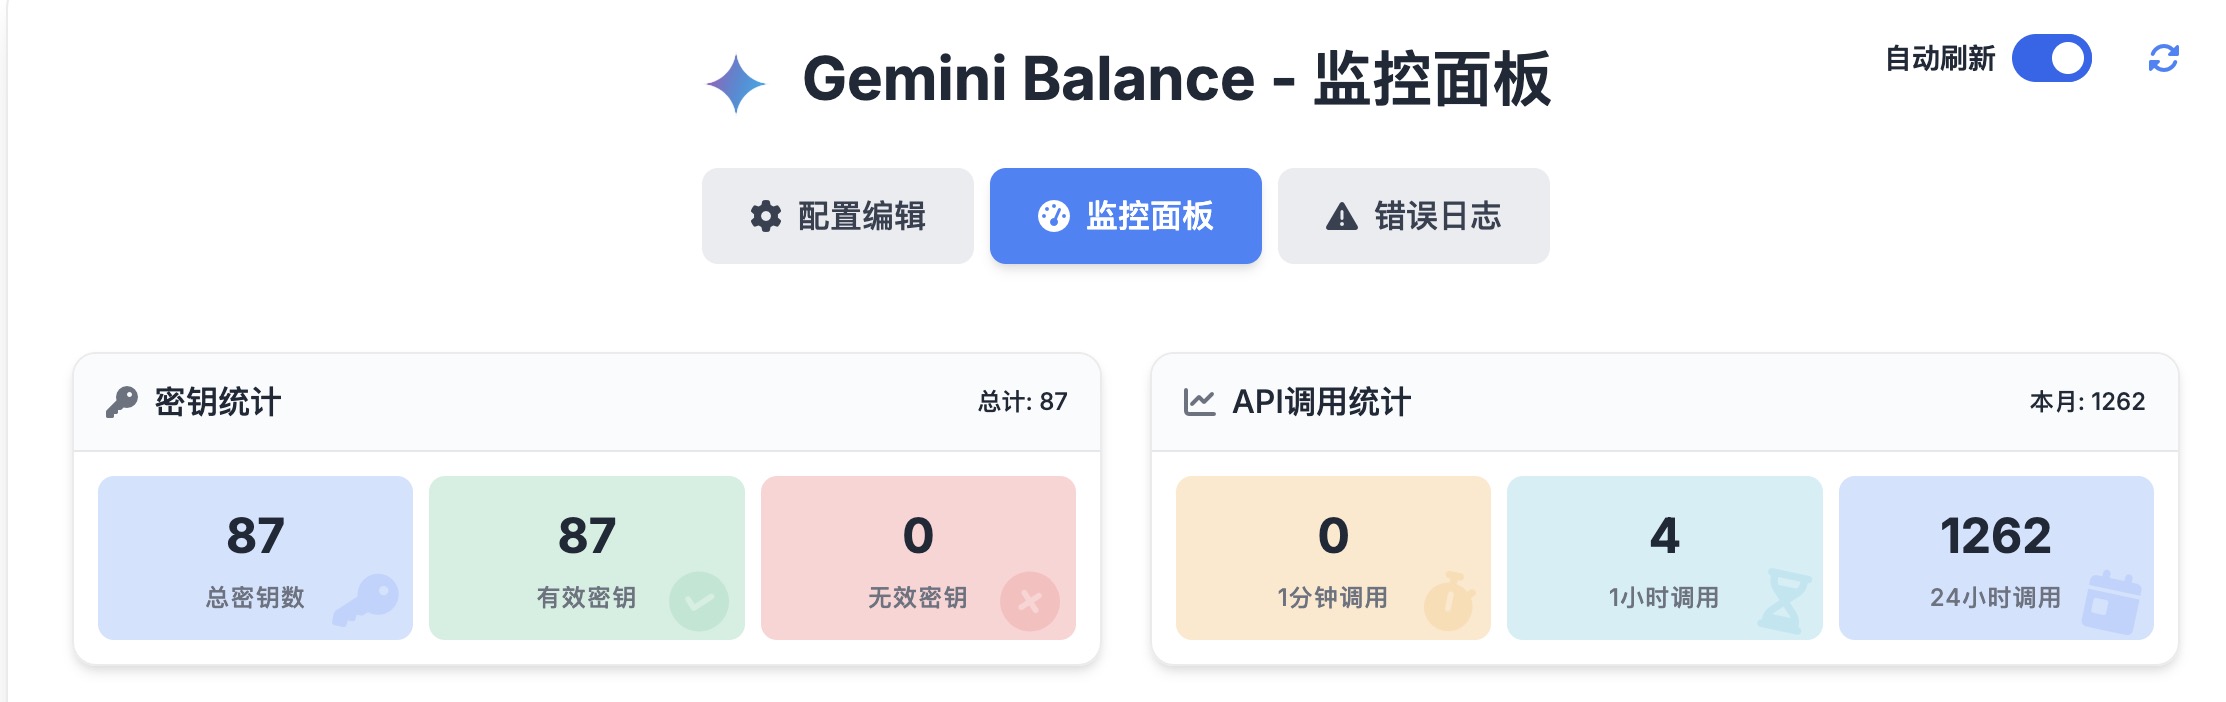 Gemini Balance - 监控面板
自动刷新
配置编辑
监控面板
错误日志
密钥统计
总计: 87
87
总密钥数
87
有效密钥
0
无效密钥
API调用统计
本月: 1262
0
1分钟调用
4
1小时调用
1262
24小时调用